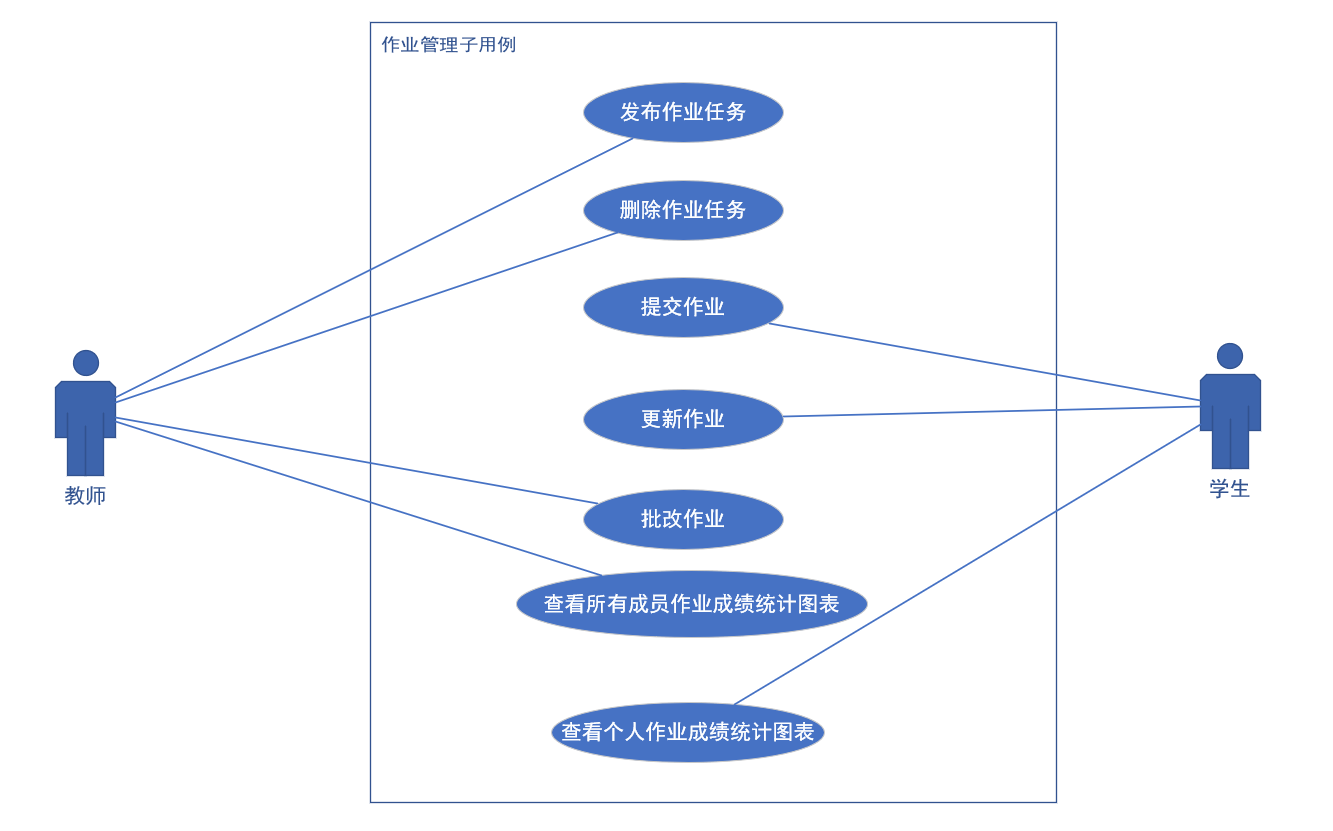 作业管理子用例
发布作业任务
删除作业任务
提交作业
更新作业
批改作业
查看所有成员作业成绩统计图表
查看个人作业成绩统计图表
教师
学生